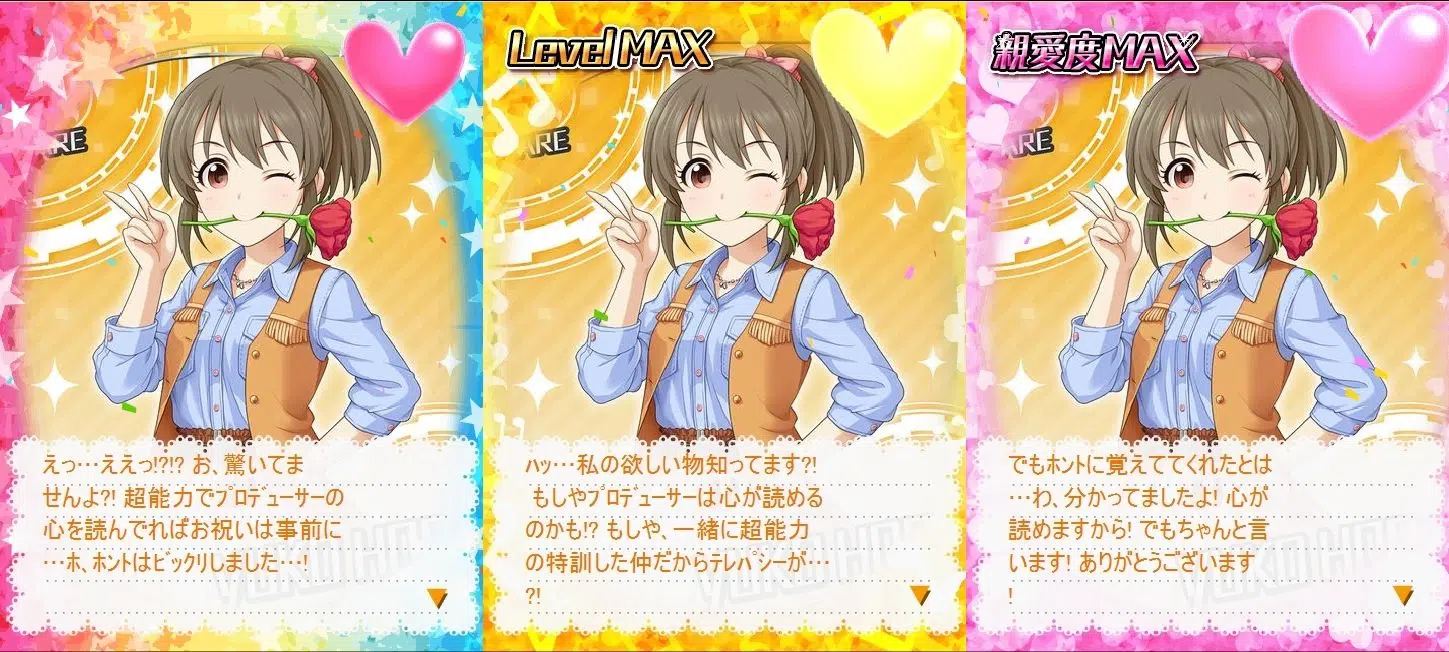 RE
えっ…ええっ!?!? お、驚いてま
せんよ?! 超能力でﾌﾟﾛﾃﾞｭｰｻｰの
心を読んでればお祝いは事前に
…ホ、ﾎﾝﾄはﾋﾞｯｸﾘしました…!
Level MAX
ARE
ﾊｯ…私の欲しい物知ってます?!
もしやﾌﾟﾛﾃﾞｭｰｻｰは心が読める
のかも!? もしや、一緒に超能力
の特訓した仲だからﾃﾚﾊﾟｼｰが…
?!
親愛度MAX
ARE
でもﾎﾝﾄに覚えててくれたとは
…わ、分かってましたよ! 心が
読めますから! でもちゃんと言
います! ありがとうございます
!